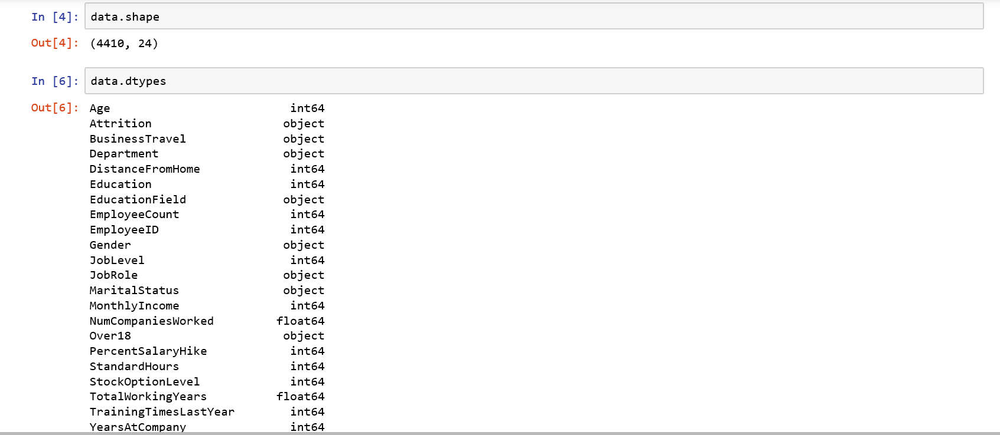 In [4]: data.shape
Out[4]: (4410, 24)
In [6]: data.dtypes
Out[6]: Age int64
Attrition object
BusinessTravel object
Department object
DistanceFromHome int64
Education int64
EducationField object
EmployeeCount int64
EmployeeID int64
Gender object
JobLevel int64
JobRole object
MaritalStatus object
MonthlyIncome int64
NumCompaniesWorked float64
Over18 object
PercentSalaryHike int64
StandardHours int64
StockOptionLevel int64
TotalWorkingYears float64
TrainingTimesLastYear int64
YearsAtCompany int64